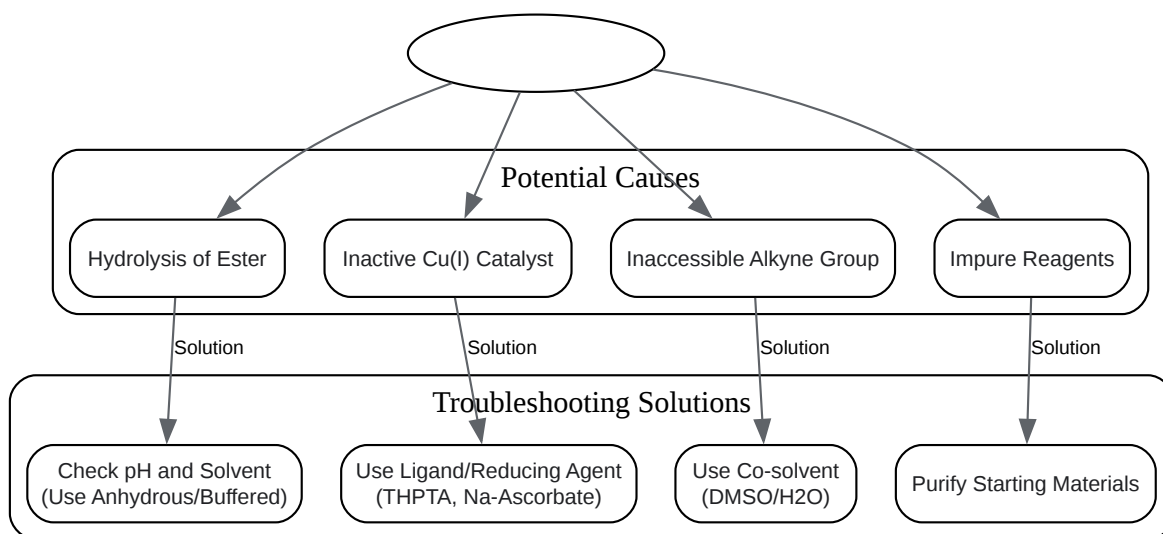 Potential Causes
Hydrolysis of Ester
Inactive Cu(I) Catalyst
Inaccessible Alkyne Group
Impure Reagents
Solution
Solution
Solution
Solution
Troubleshooting Solutions
Check pH and Solvent
(Use Anhydrous/Buffered)
Use Ligand/Reducing Agent
(THPTA, Na-Ascorbate)
Use Co-solvent
(DMSO/H2O)
Purify Starting Materials